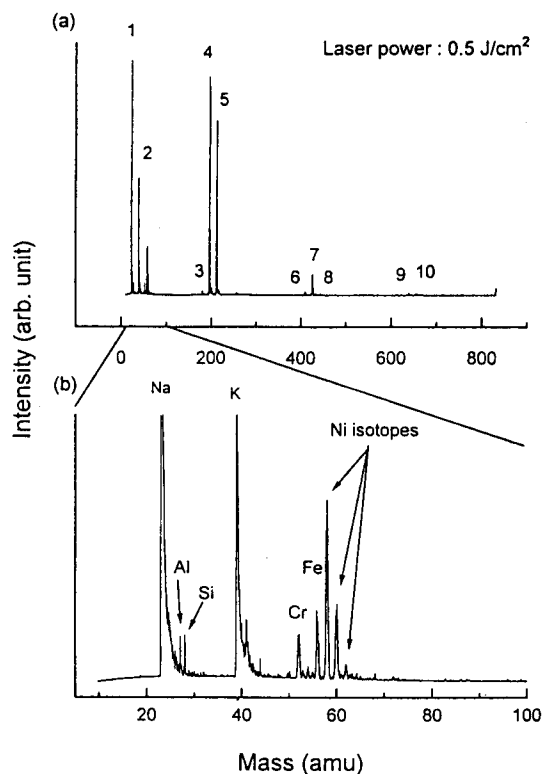 (a)
Laser power : 0.5 J/cm²
1
2
3
4
5
6
7
8
9
10
0
200
400
600
800
Intensity (arb. unit)
(b)
Na
K
Ni isotopes
Al
Si
Fe
Cr
20
40
60
80
100
Mass (amu)